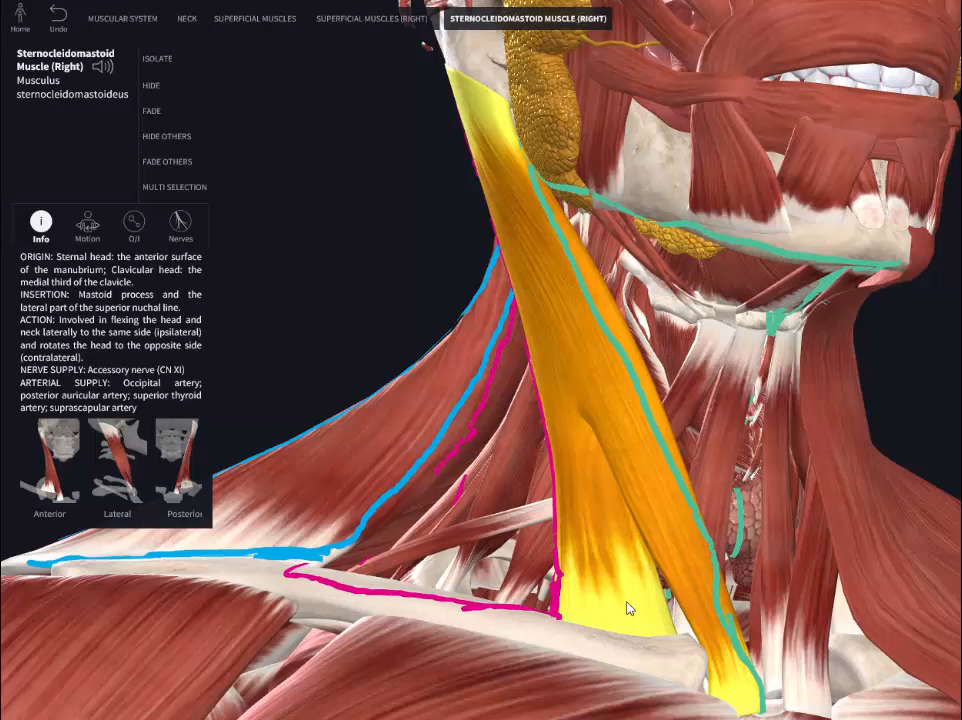 MUSCULAR SYSTEM NECK SUPERFICIAL MUSCLES SUPERFICIAL MUSCLES (RIGHT) STERNOCLEIDOMASTOID MUSCLE (RIGHT)
Home Undo
Sternocleidomastoid
Muscle (Right)
Musculus
sternocleidomastoideus
ISOLATE
HIDE
FADE
HIDE OTHERS
FADE OTHERS
MULTI SELECTION
i
Info Motion O/I Nerves
ORIGIN: Sternal head: the anterior surface
of the manubrium; Clavicular head: the
medial third of the clavicle.
INSERTION: Mastoid process and the
lateral part of the superior nuchal line.
ACTION: Involved in flexing the head and
neck laterally to the same side (ipsilateral)
and rotates the head to the opposite side
(contralateral).
NERVE SUPPLY: Accessory nerve (CN XI)
ARTERIAL SUPPLY: Occipital artery;
posterior auricular artery; superior thyroid
artery; suprascapular artery
Anterior Lateral Posterior